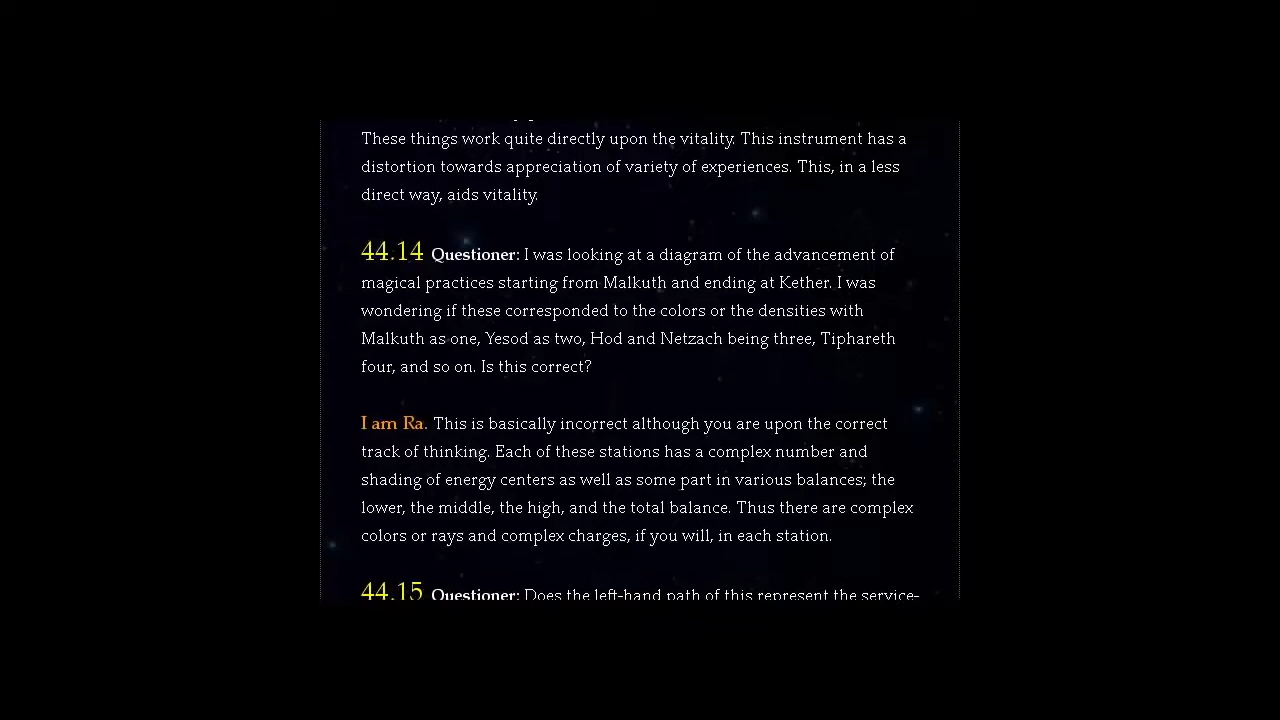 These things work quite directly upon the vitality. This instrument has a
distortion towards appreciation of variety of experiences. This, in a less
direct way, aids vitality.
44.14 Questioner: I was looking at a diagram of the advancement of
magical practices starting from Malkuth and ending at Kether. I was
wondering if these corresponded to the colors or the densities with
Malkuth as one, Yesod as two, Hod and Netzach being three, Tiphareth
four, and so on. Is this correct?
I am Ra. This is basically incorrect although you are upon the correct
track of thinking. Each of these stations has a complex number and
shading of energy centers as well as some part in various balances; the
lower, the middle, the high, and the total balance. Thus there are complex
colors or rays and complex charges, if you will, in each station.
44.15 Questioner: Does the left-hand path of this represent the service-